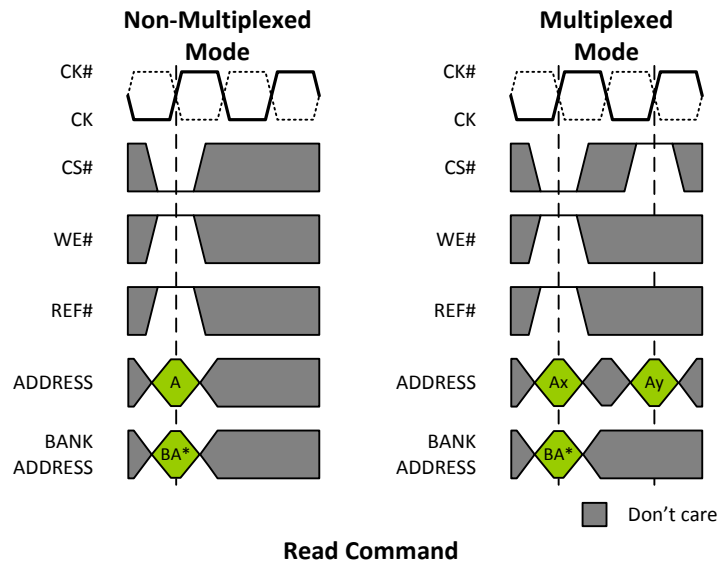 Non-Multiplexed
Mode
Multiplexed
Mode
CK#
CK
CS#
WE#
REF#
ADDRESS
A
BANK
ADDRESS
BA*
CK#
CK
CS#
WE#
REF#
ADDRESS
Ax
Ay
BANK
ADDRESS
BA*
Don't care
Read Command